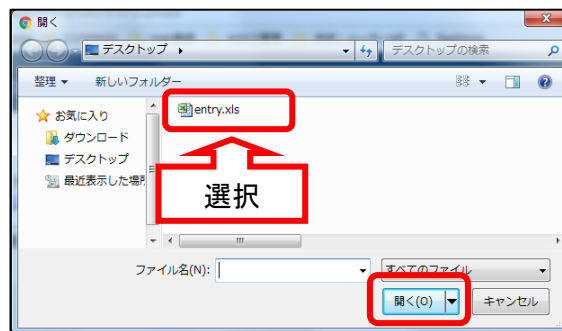 開く
デスクトップ
デスクトップの検索
整理 新しいフォルダー
お気に入り
ダウンロード
デスクトップ
最近表示した場所
entry.xls
選択
ファイル名(N):
すべてのファイル
開く(O) キャンセル